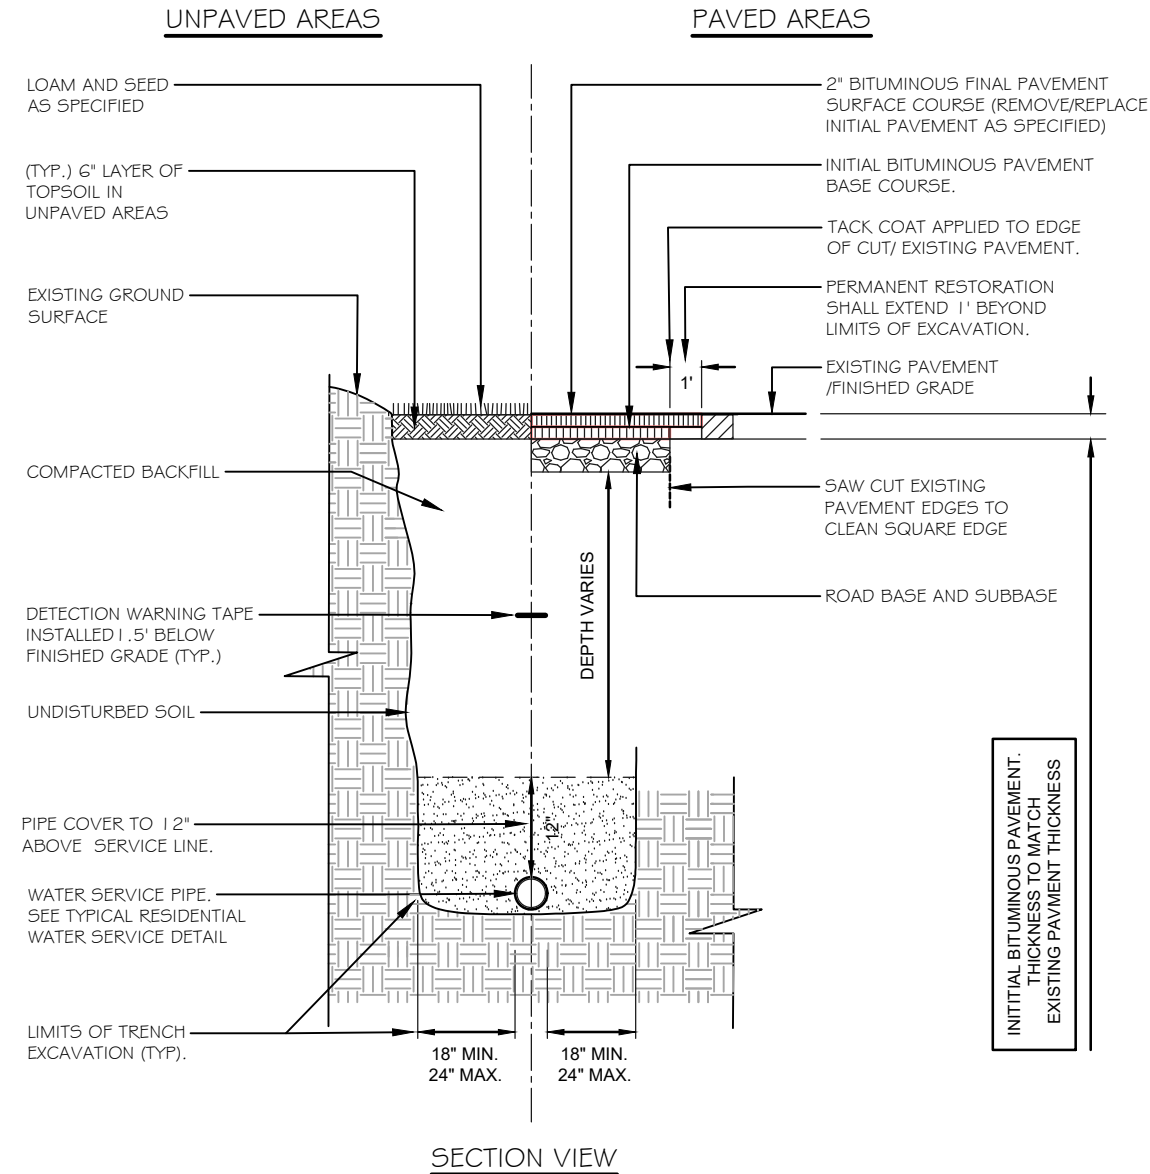 UNPAVED AREAS
PAVED AREAS
LOAM AND SEED
AS SPECIFIED
(TYP.) 6" LAYER OF
TOPSOIL IN
UNPAVED AREAS
EXISTING GROUND
SURFACE
COMPACTED BACKFILL
DETECTION WARNING TAPE
INSTALLED 1.5' BELOW
FINISHED GRADE (TYP.)
UNDISTURBED SOIL
PIPE COVER TO 12"
ABOVE SERVICE LINE.
WATER SERVICE PIPE.
SEE TYPICAL RESIDENTIAL
WATER SERVICE DETAIL
LIMITS OF TRENCH
EXCAVATION (TYP).
2" BITUMINOUS FINAL PAVEMENT
SURFACE COURSE (REMOVE/REPLACE
INITIAL PAVEMENT AS SPECIFIED)
INITIAL BITUMINOUS PAVEMENT
BASE COURSE.
TACK COAT APPLIED TO EDGE
OF CUT/ EXISTING PAVEMENT.
PERMANENT RESTORATION
SHALL EXTEND 1' BEYOND
LIMITS OF EXCAVATION.
EXISTING PAVEMENT
/FINISHED GRADE
1'
SAW CUT EXISTING
PAVEMENT EDGES TO
CLEAN SQUARE EDGE
ROAD BASE AND SUBBASE
DEPTH VARIES
12"
INITITIAL BITUMINOUS PAVEMENT.
THICKNESS TO MATCH
EXISTING PAVEMENT THICKNESS
18" MIN.
24" MAX.
18" MIN.
24" MAX.
SECTION VIEW